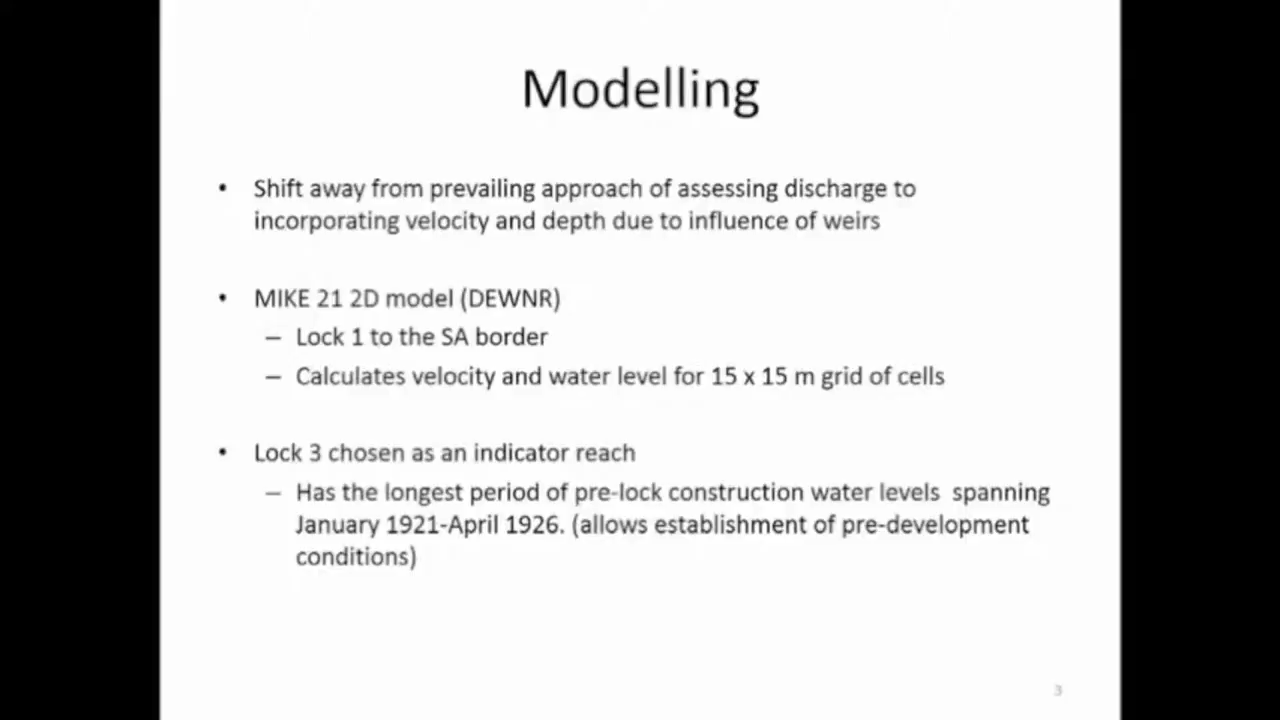 Modelling
• Shift away from prevailing approach of assessing discharge to
incorporating velocity and depth due to influence of weirs
• MIKE 21 2D model (DEWNR)
– Lock 1 to the SA border
– Calculates velocity and water level for 15 x 15 m grid of cells
• Lock 3 chosen as an indicator reach
– Has the longest period of pre-lock construction water levels  spanning
January 1921-April 1926. (allows establishment of pre-development
conditions)
3